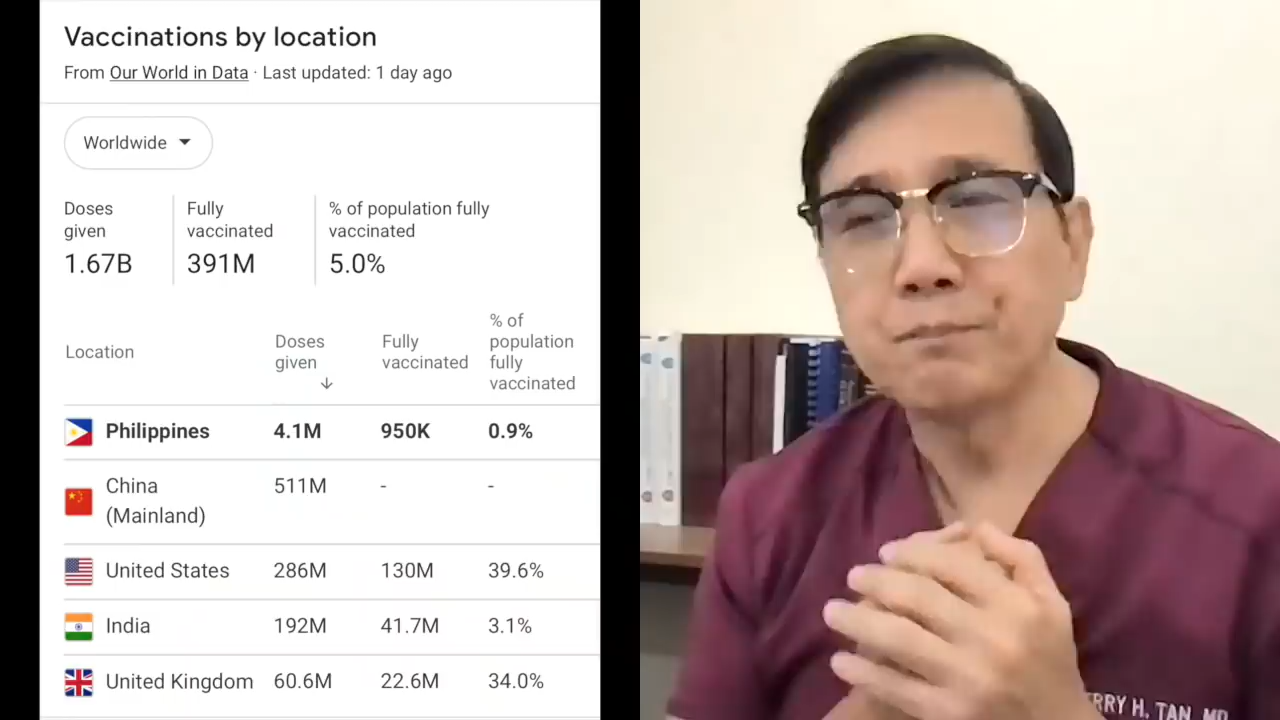 Vaccinations by location
From Our World in Data · Last updated: 1 day ago
Worldwide
Doses given
1.67B
Fully vaccinated
391M
% of population fully vaccinated
5.0%
Location
Doses given
Fully vaccinated
% of population fully vaccinated
Philippines 4.1M 950K 0.9%
China (Mainland) 511M - -
United States 286M 130M 39.6%
India 192M 41.7M 3.1%
United Kingdom 60.6M 22.6M 34.0%
H. TAN, MD